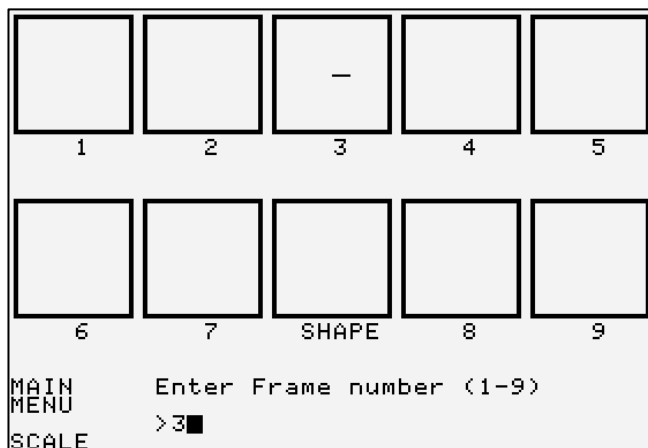 1 2 3 4 5
6 7 SHAPE 8 9
MAIN
MENU
Enter Frame number (1-9)
>3
SCALE